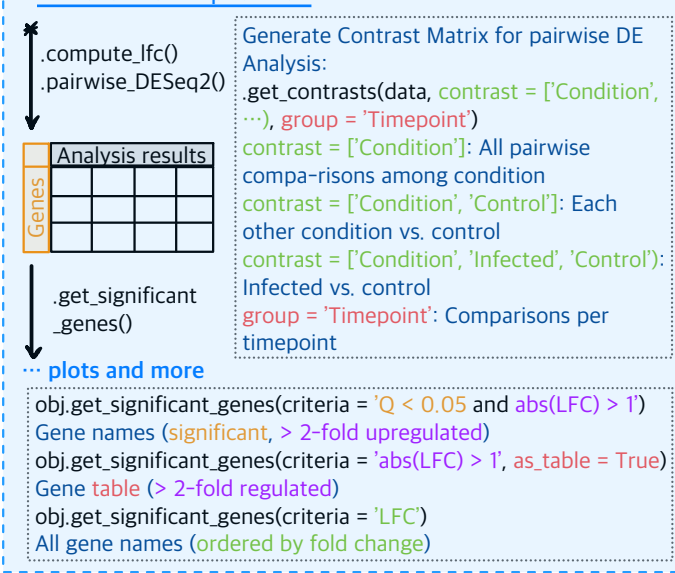 .compute_lfc()
.pairwise_DESeq2()
Analysis results
Genes
.get_significant
_genes()
Generate Contrast Matrix for pairwise DE
Analysis:
.get_contrasts(data, contrast = ['Condition',
⋯), group = 'Timepoint')
contrast = ['Condition']: All pairwise
compa-risons among condition
contrast = ['Condition', 'Control']: Each
other condition vs. control
contrast = ['Condition', 'Infected', 'Control'):
Infected vs. control
group = 'Timepoint': Comparisons per
timepoint
⋯ plots and more
obj.get_significant_genes(criteria = 'Q < 0.05 and abs(LFC) > 1')
Gene names (significant, > 2-fold upregulated)
obj.get_significant_genes(criteria = 'abs(LFC) > 1', as_table = True)
Gene table (> 2-fold regulated)
obj.get_significant_genes(criteria = 'LFC')
All gene names (ordered by fold change)